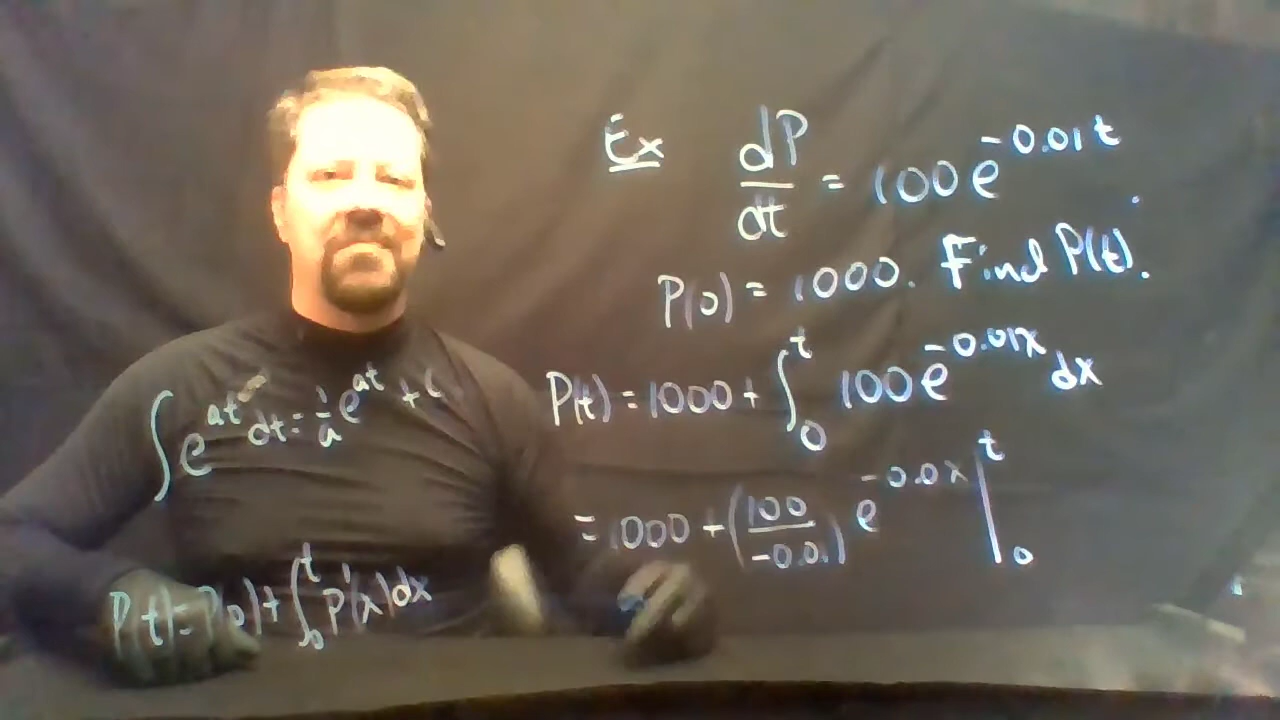 Ex dP/dt = 100e^{-0.01t}
P(0) = 1000. Find P(t).
P(t) = 1000 + ∫_0^t 100e^{-0.01x} dx
= 1000 + (100/-0.01) e^{-0.0x} |_0^t
∫e^{at} dt = 1/a e^{at} + C
P(t) = P(0) + ∫_0^t P'(x)dx